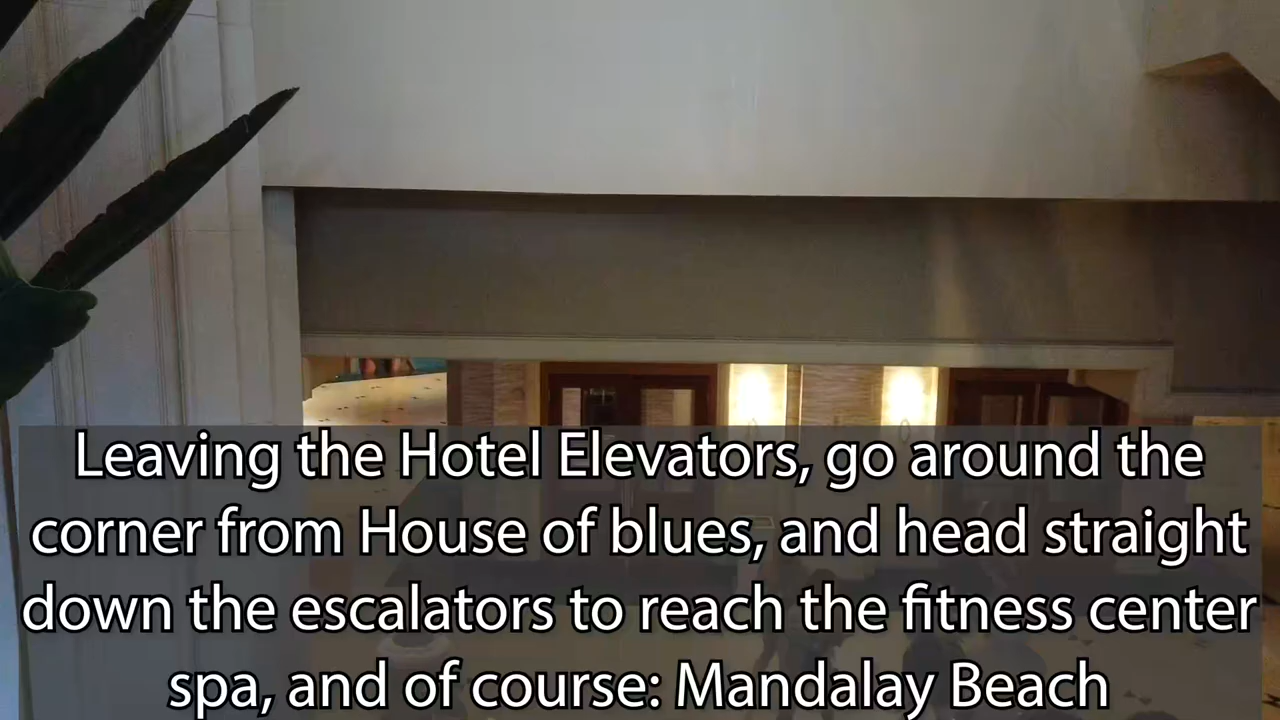 Leaving the Hotel Elevators, go around the
corner from House of blues, and head straight
down the escalators to reach the fitness center
spa, and of course: Mandalay Beach